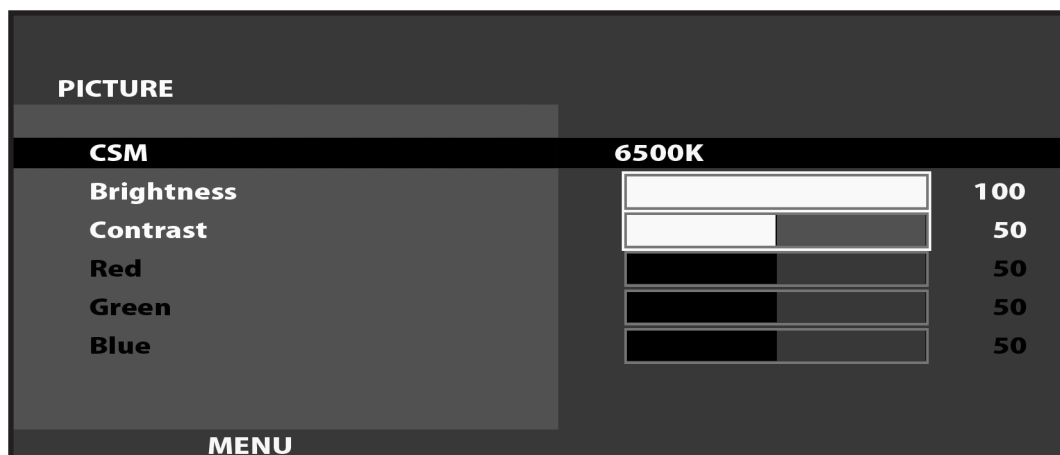 PICTURE
CSM 6500K
Brightness 100
Contrast 50
Red 50
Green 50
Blue 50
MENU